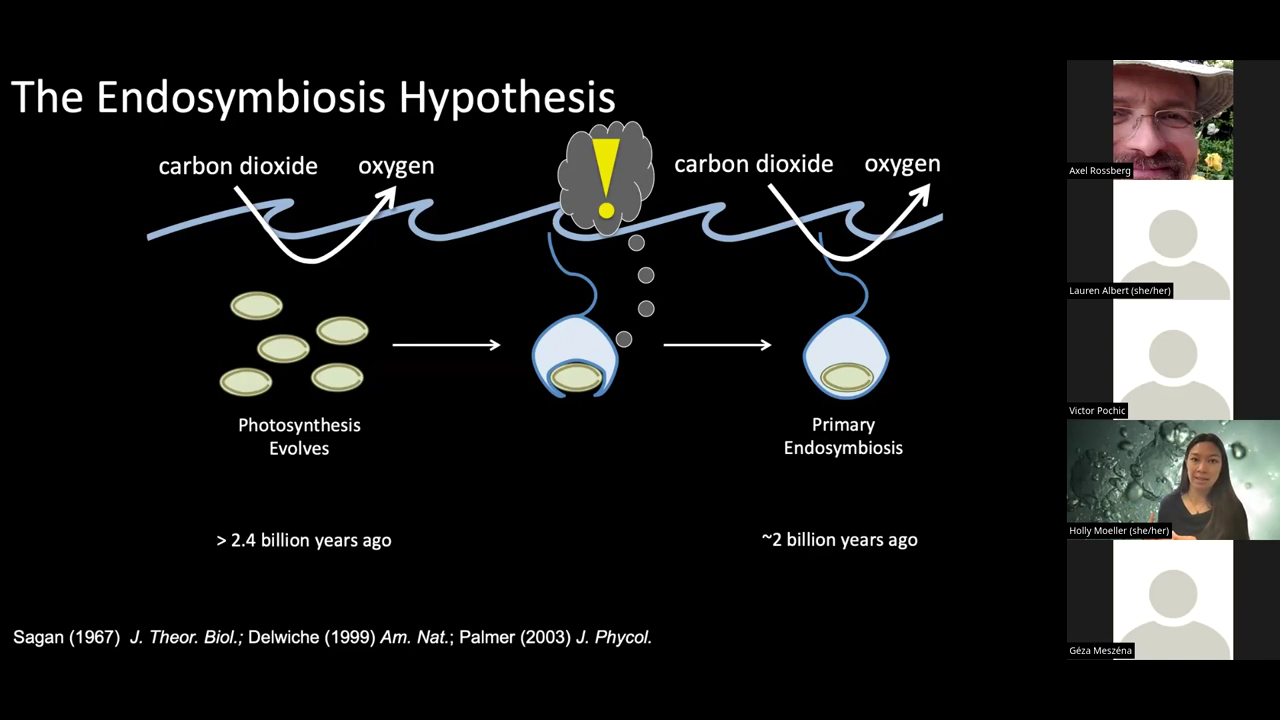 The Endosymbiosis Hypothesis
carbon dioxide
oxygen
!
carbon dioxide
oxygen
Photosynthesis
Evolves
Primary
Endosymbiosis
> 2.4 billion years ago
~2 billion years ago
Sagan (1967) J. Theor. Biol.; Delwiche (1999) Am. Nat.; Palmer (2003) J. Phycol.
Axel Rossberg
Lauren Albert (she/her)
Victor Pochic
Holly Moeller (she/her)
Géza Meszéna